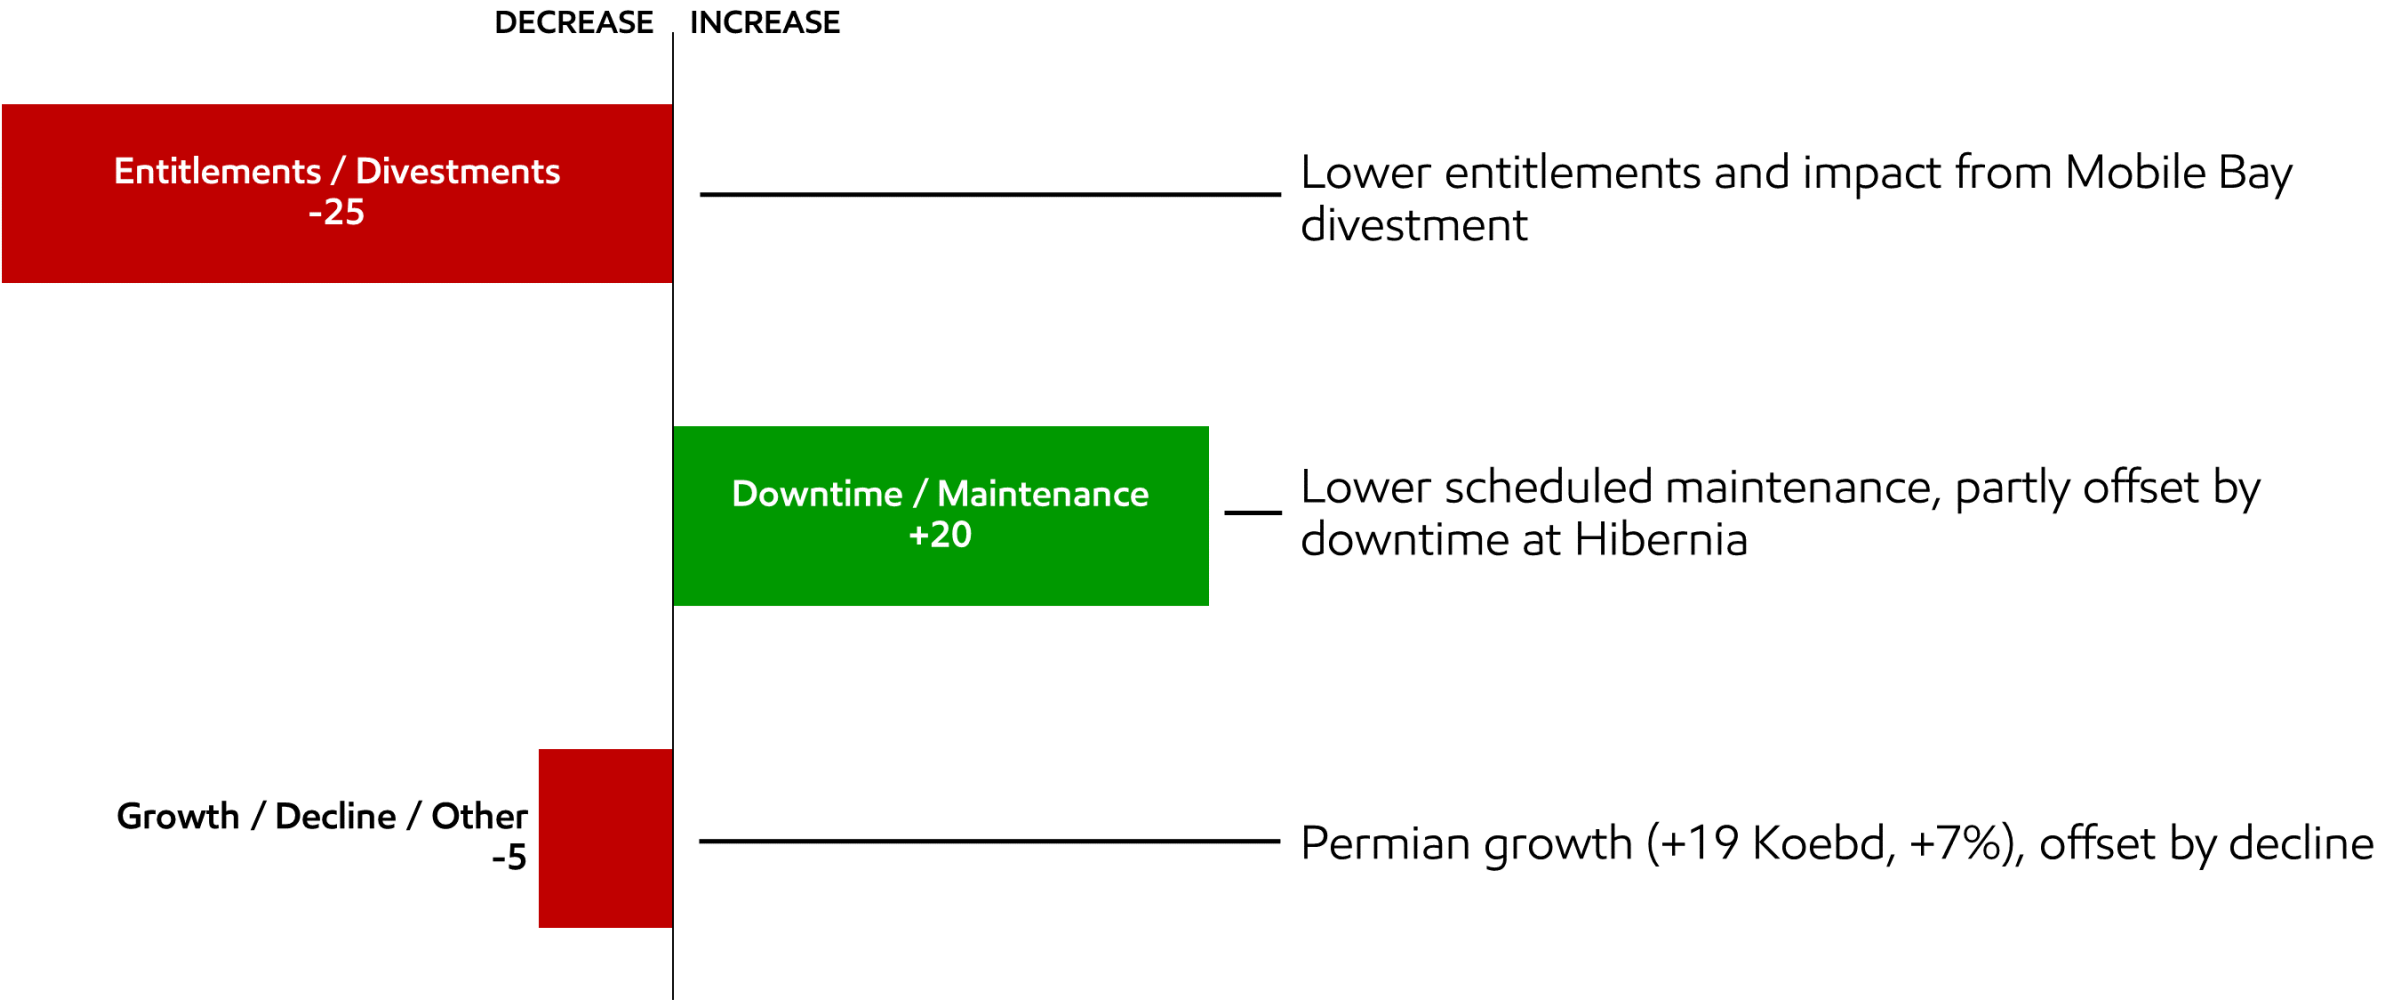 DECREASE INCREASE
Entitlements / Divestments
-25
Lower entitlements and impact from Mobile Bay
divestment
Downtime / Maintenance
+20
Lower scheduled maintenance, partly offset by
downtime at Hibernia
Growth / Decline / Other
-5
Permian growth (+19 Koebd, +7%), offset by decline